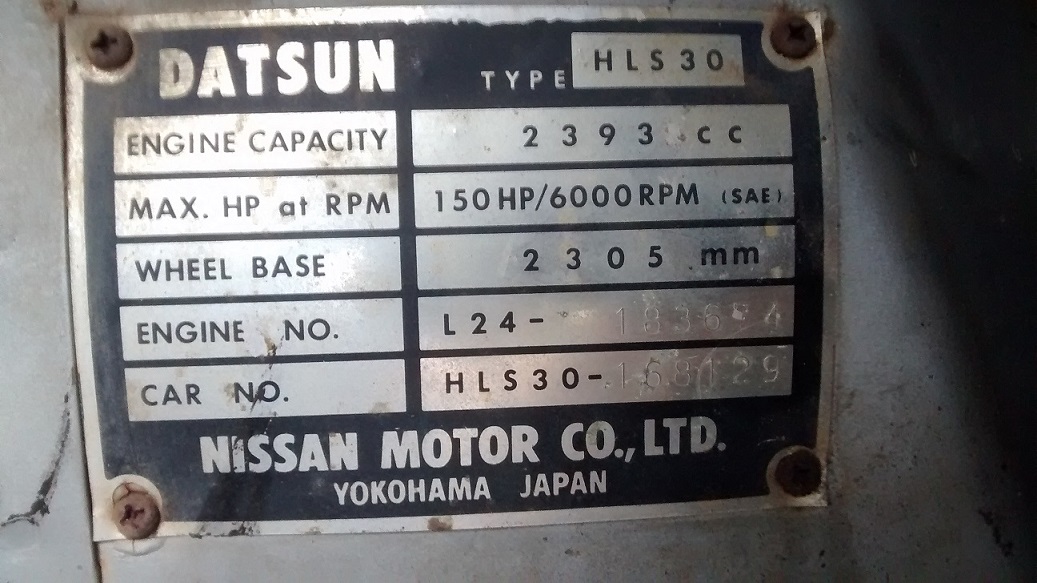 DATSUN TYPE HLS30
ENGINE CAPACITY 2393 cc
MAX. HP at RPM 150HP/6000RPM (SAE)
WHEEL BASE 2305 mm
ENGINE NO. L24-
CAR NO. HLS30-168129
NISSAN MOTOR CO., LTD.
YOKOHAMA JAPAN